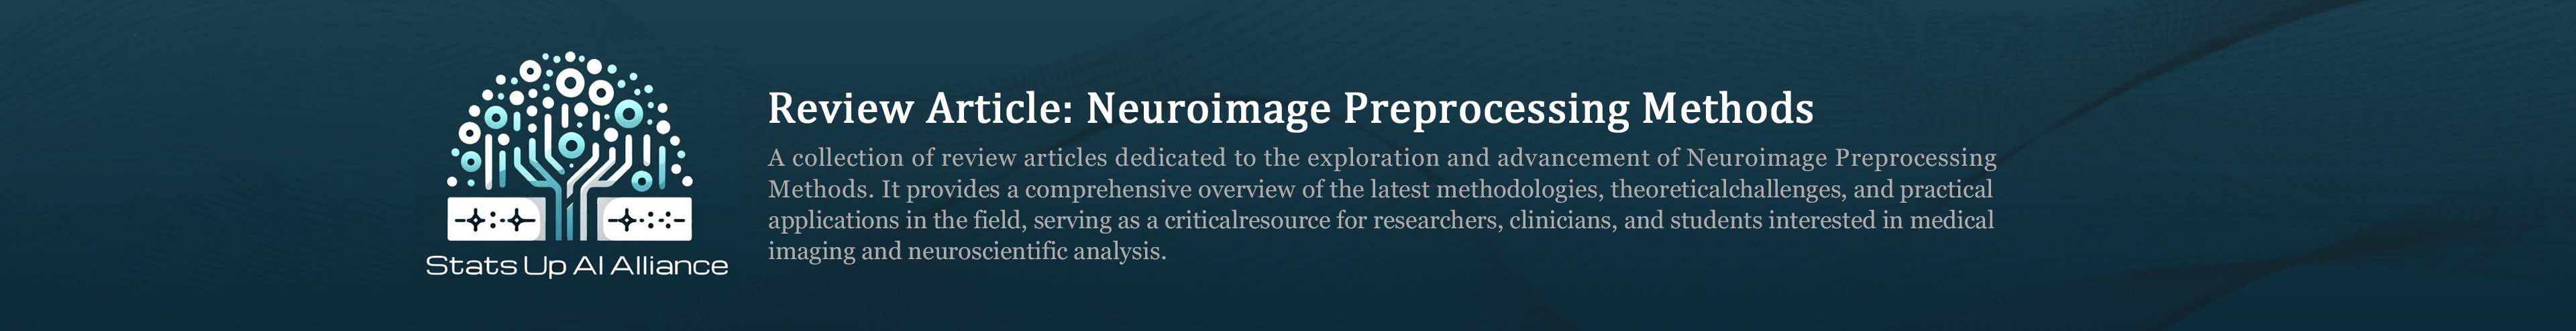 Stats Up AI Alliance
Review Article: Neuroimage Preprocessing Methods
A collection of review articles dedicated to the exploration and advancement of Neuroimage Preprocessing
Methods. It provides a comprehensive overview of the latest methodologies, theoreticalchallenges, and practical
applications in the field, serving as a criticalresource for researchers, clinicians, and students interested in medical
imaging and neuroscientific analysis.